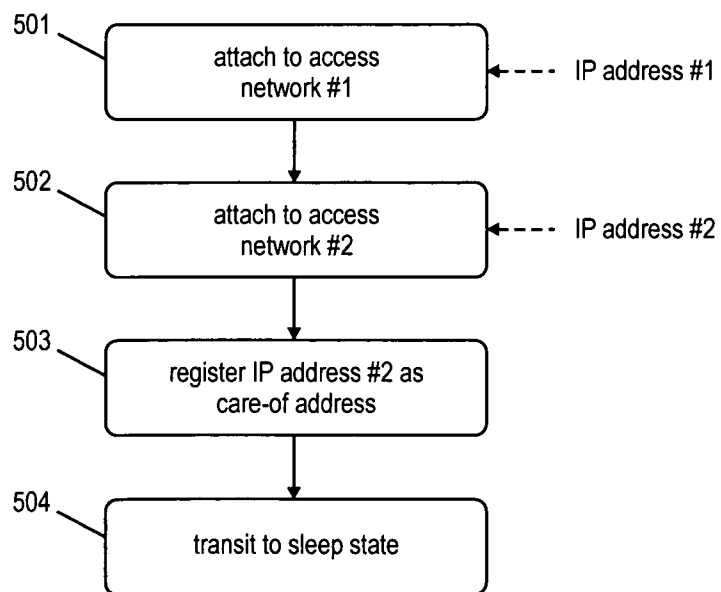 501
attach to access
network #1
IP address #1
502
attach to access
network #2
IP address #2
503
register IP address #2 as
care-of address
504
transit to sleep state